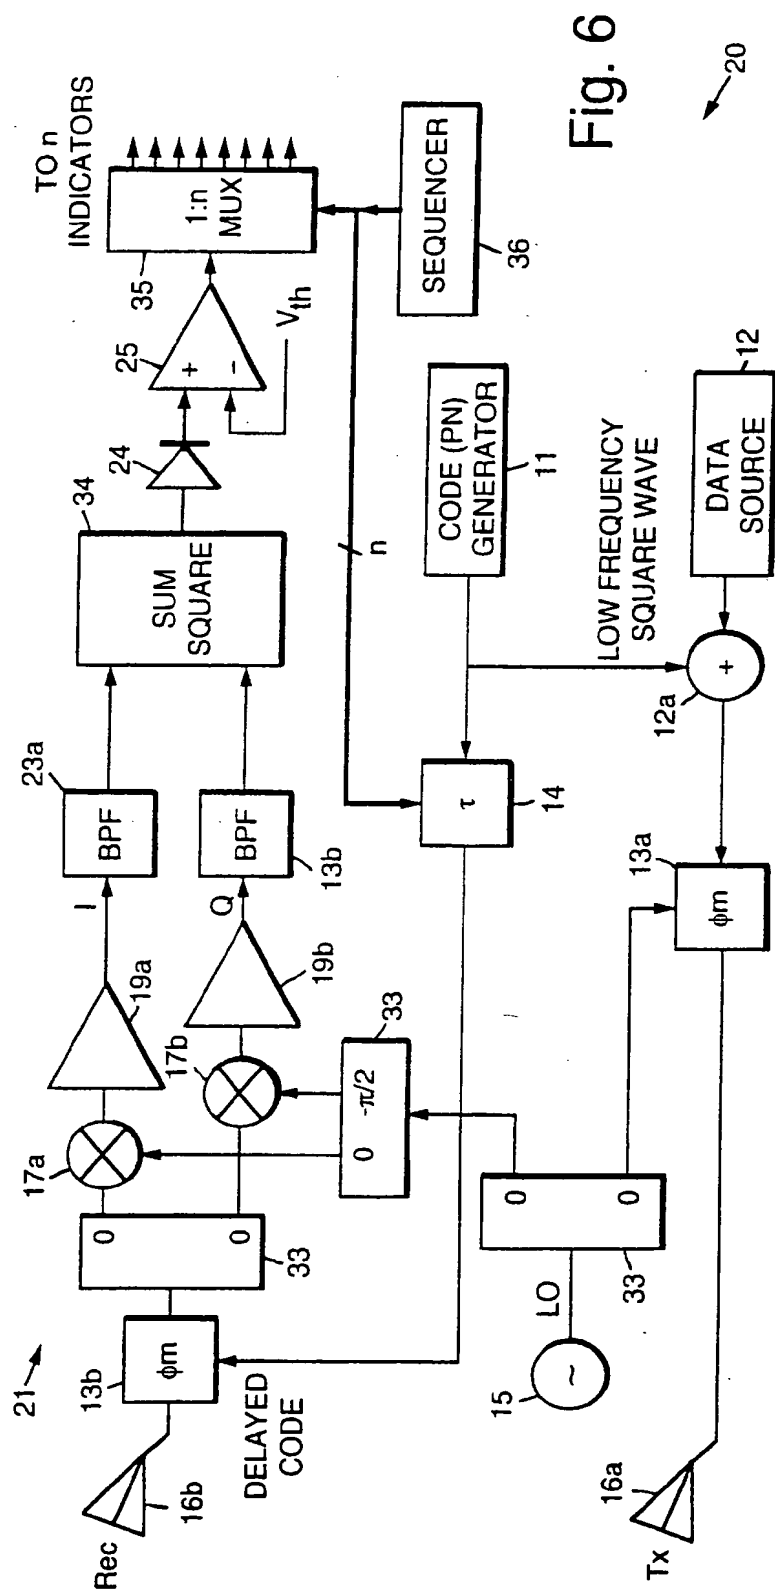 21
Rec
16b
13b
φm
DELAYED
CODE
0
0
33
17a
17b
19a
19b
0 -π/2
33
I
Q
23a
BPF
BPF
13b
SUM
SQUARE
34
24
25
+
-
Vth
35
1:n
MUX
TO n
INDICATORS
SEQUENCER
36
n
τ
14
CODE (PN)
GENERATOR
11
LOW FREQUENCY
SQUARE WAVE
DATA
SOURCE
12
+
12a
13a
φm
15
~
LO
0
0
33
Tx
16a
Fig. 6
20